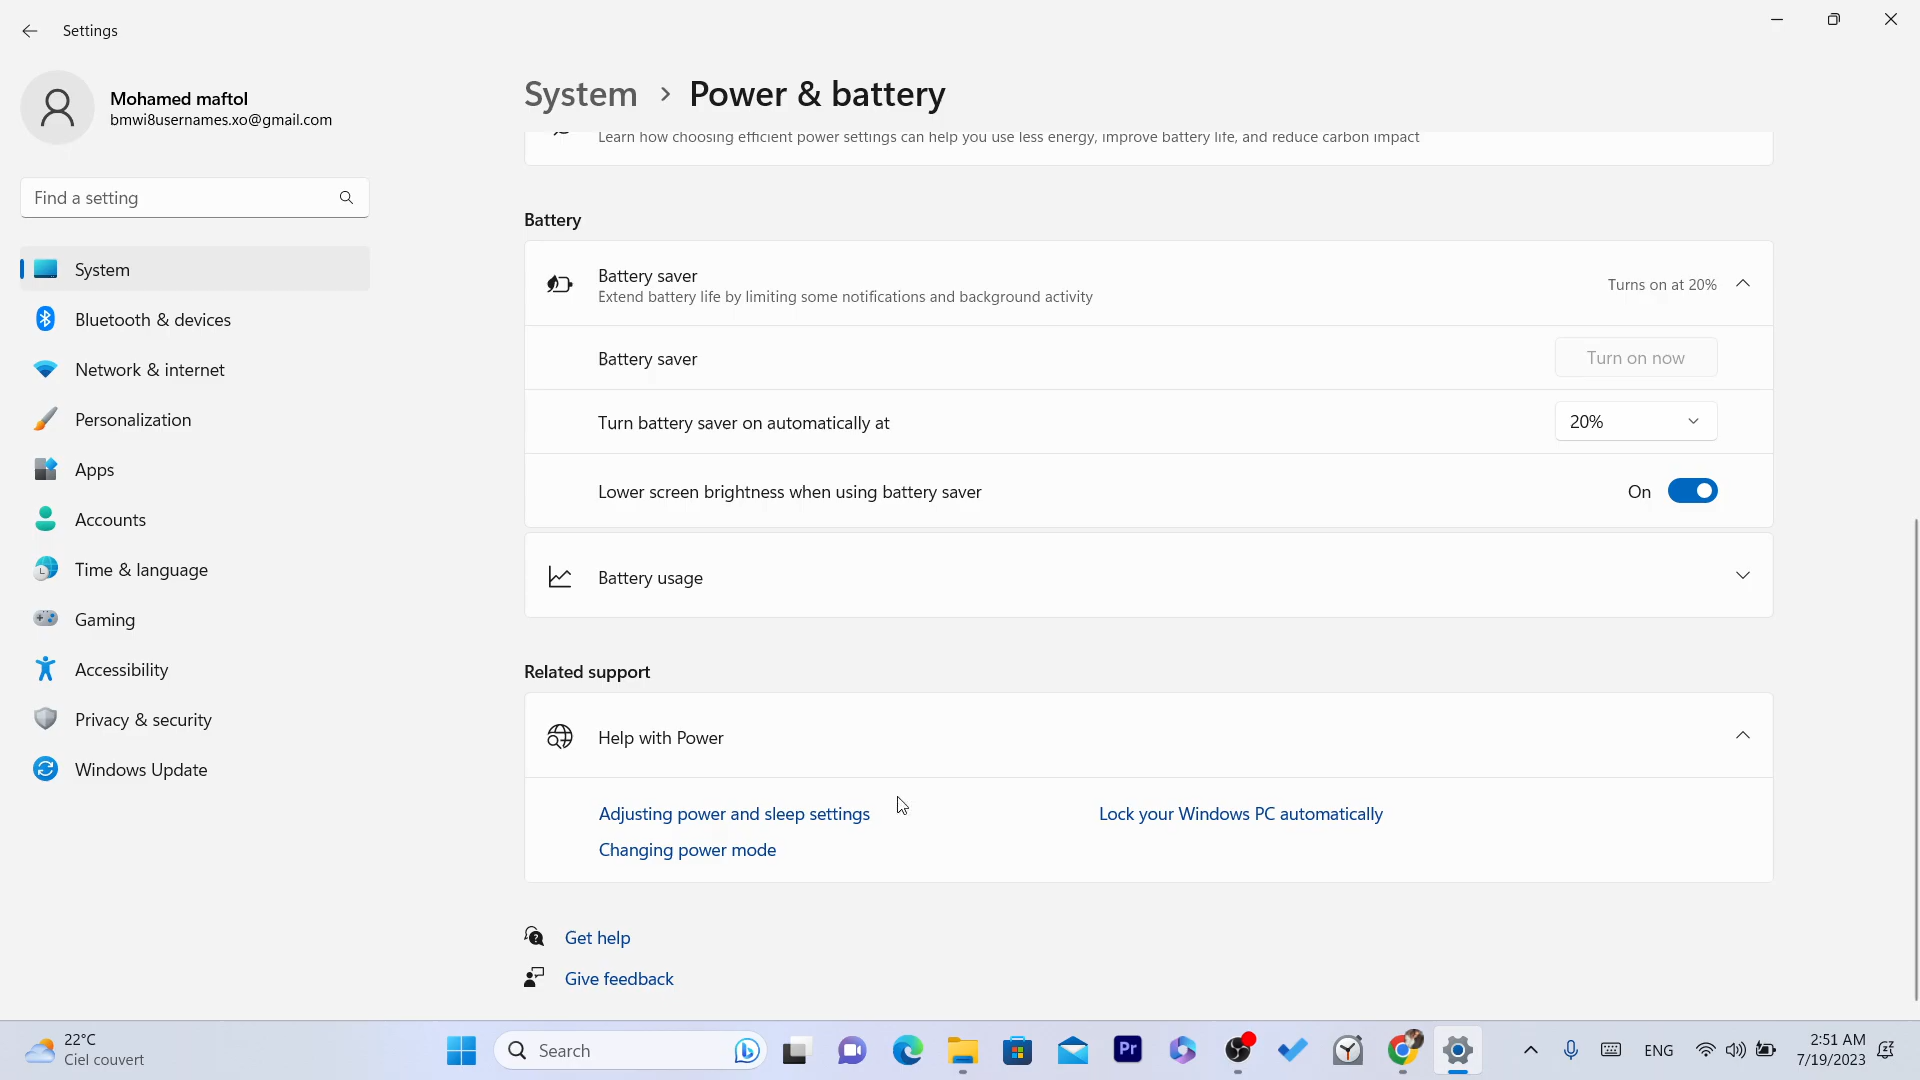 Settings
Mohamed maftol
bmwi8usernames.xo@gmail.com
Find a setting
System
Bluetooth & devices
Network & internet
Personalization
Apps
Accounts
Time & language
Gaming
Accessibility
Privacy & security
Windows Update
System > Power & battery
Learn how choosing efficient power settings can help you use less energy, improve battery life, and reduce carbon impact
Battery
Battery saver
Extend battery life by limiting some notifications and background activity
Turns on at 20%
Battery saver
Turn on now
Turn battery saver on automatically at
20%
Lower screen brightness when using battery saver
On
Battery usage
Related support
Help with Power
Adjusting power and sleep settings
Lock your Windows PC automatically
Changing power mode
Get help
Give feedback
22°C
Ciel couvert
Search
Pr
ENG
2:51 AM
7/19/2023